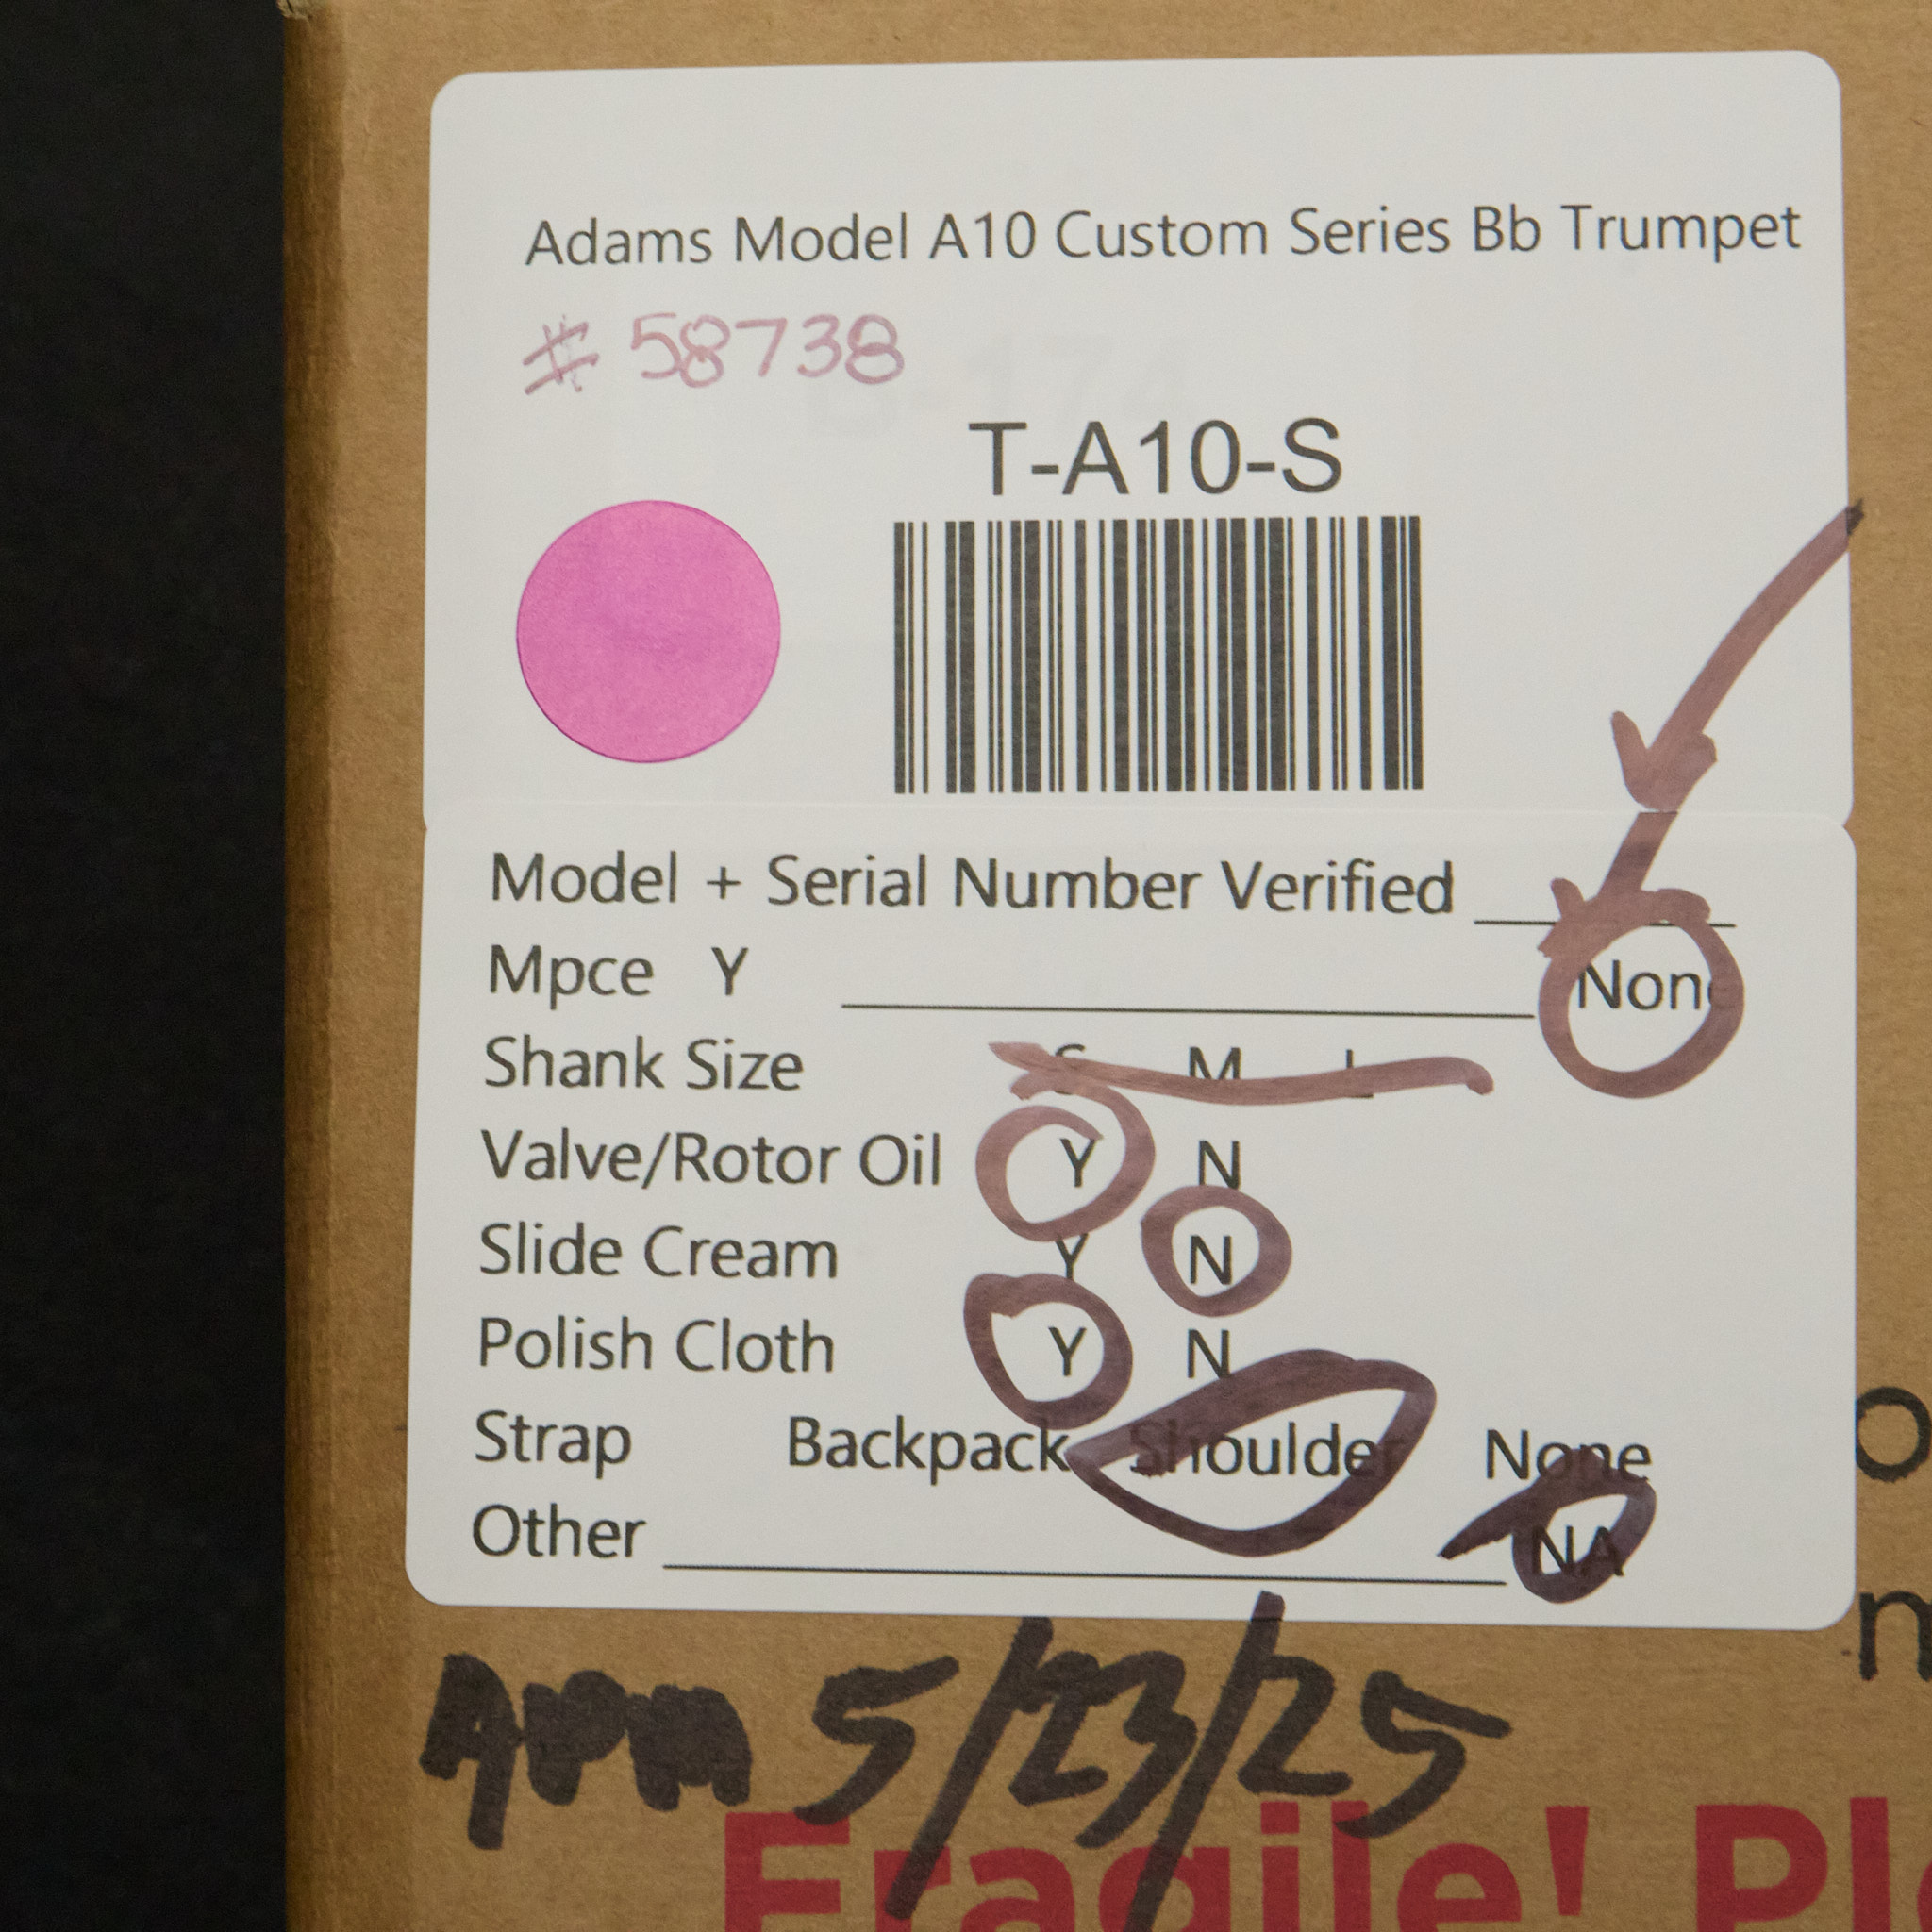 Adams Model A10 Custom Series Bb Trumpet
# 58738
T-A10-S
Model + Serial Number Verified
Mpce Y None
Shank Size S M L
Valve/Rotor Oil Y N
Slide Cream Y N
Polish Cloth Y N
Strap Backpack Shoulder None
Other NA
5/23/25
Fragile!